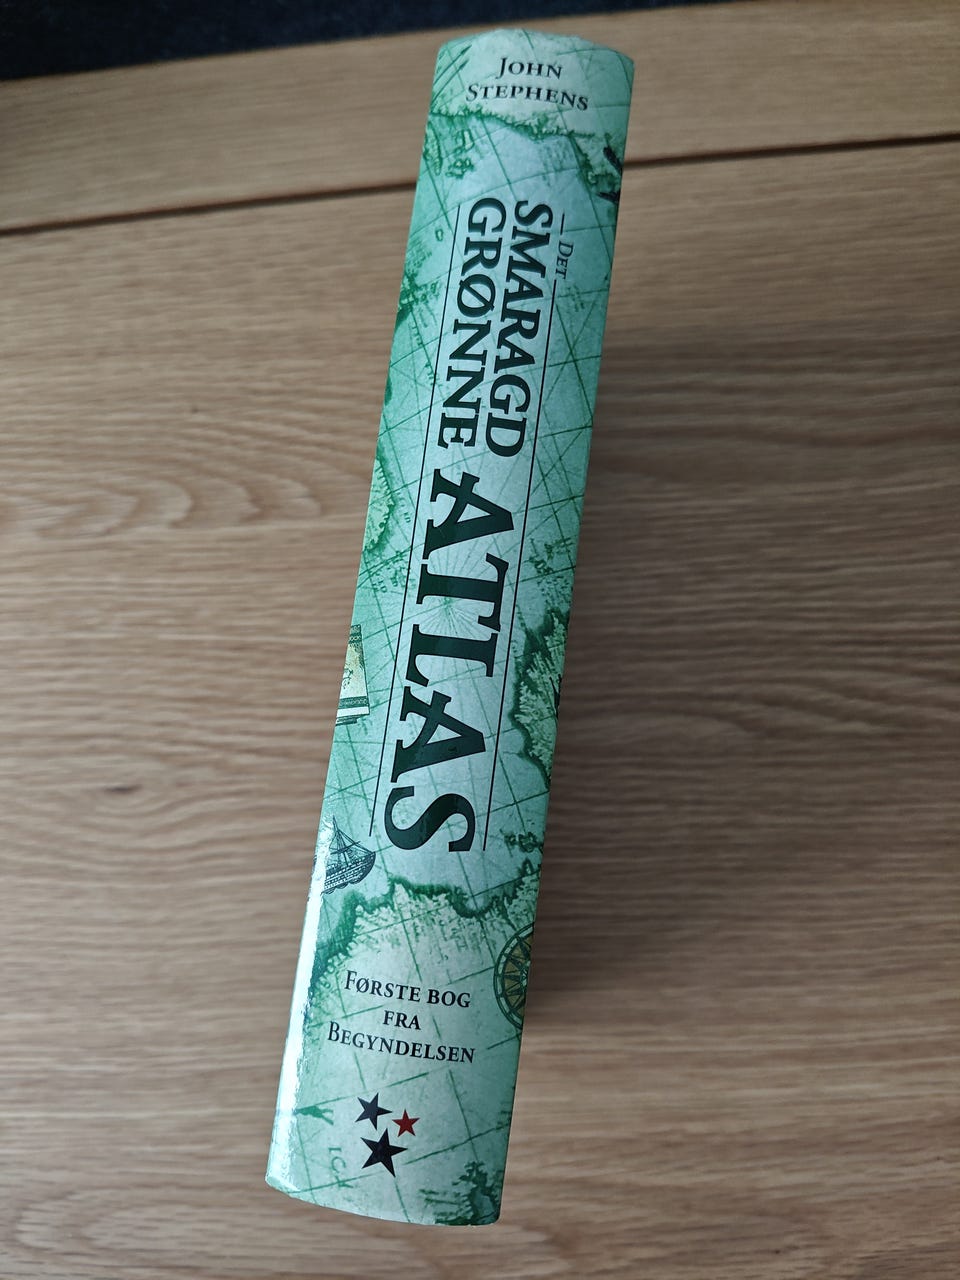 JOHN
STEPHENS
DET
SMARAGD
GRØNNE
ATLAS
FØRSTE BOG
FRA
BEGYNDELSEN